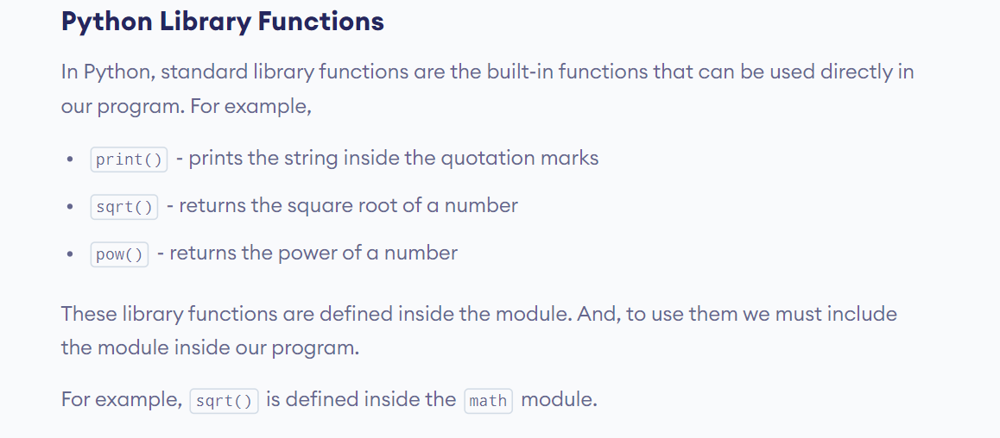 Python Library Functions
In Python, standard library functions are the built-in functions that can be used directly in
our program. For example,
• print() - prints the string inside the quotation marks
• sqrt() - returns the square root of a number
• pow() - returns the power of a number
These library functions are defined inside the module. And, to use them we must include
the module inside our program.
For example, sqrt() is defined inside the math module.